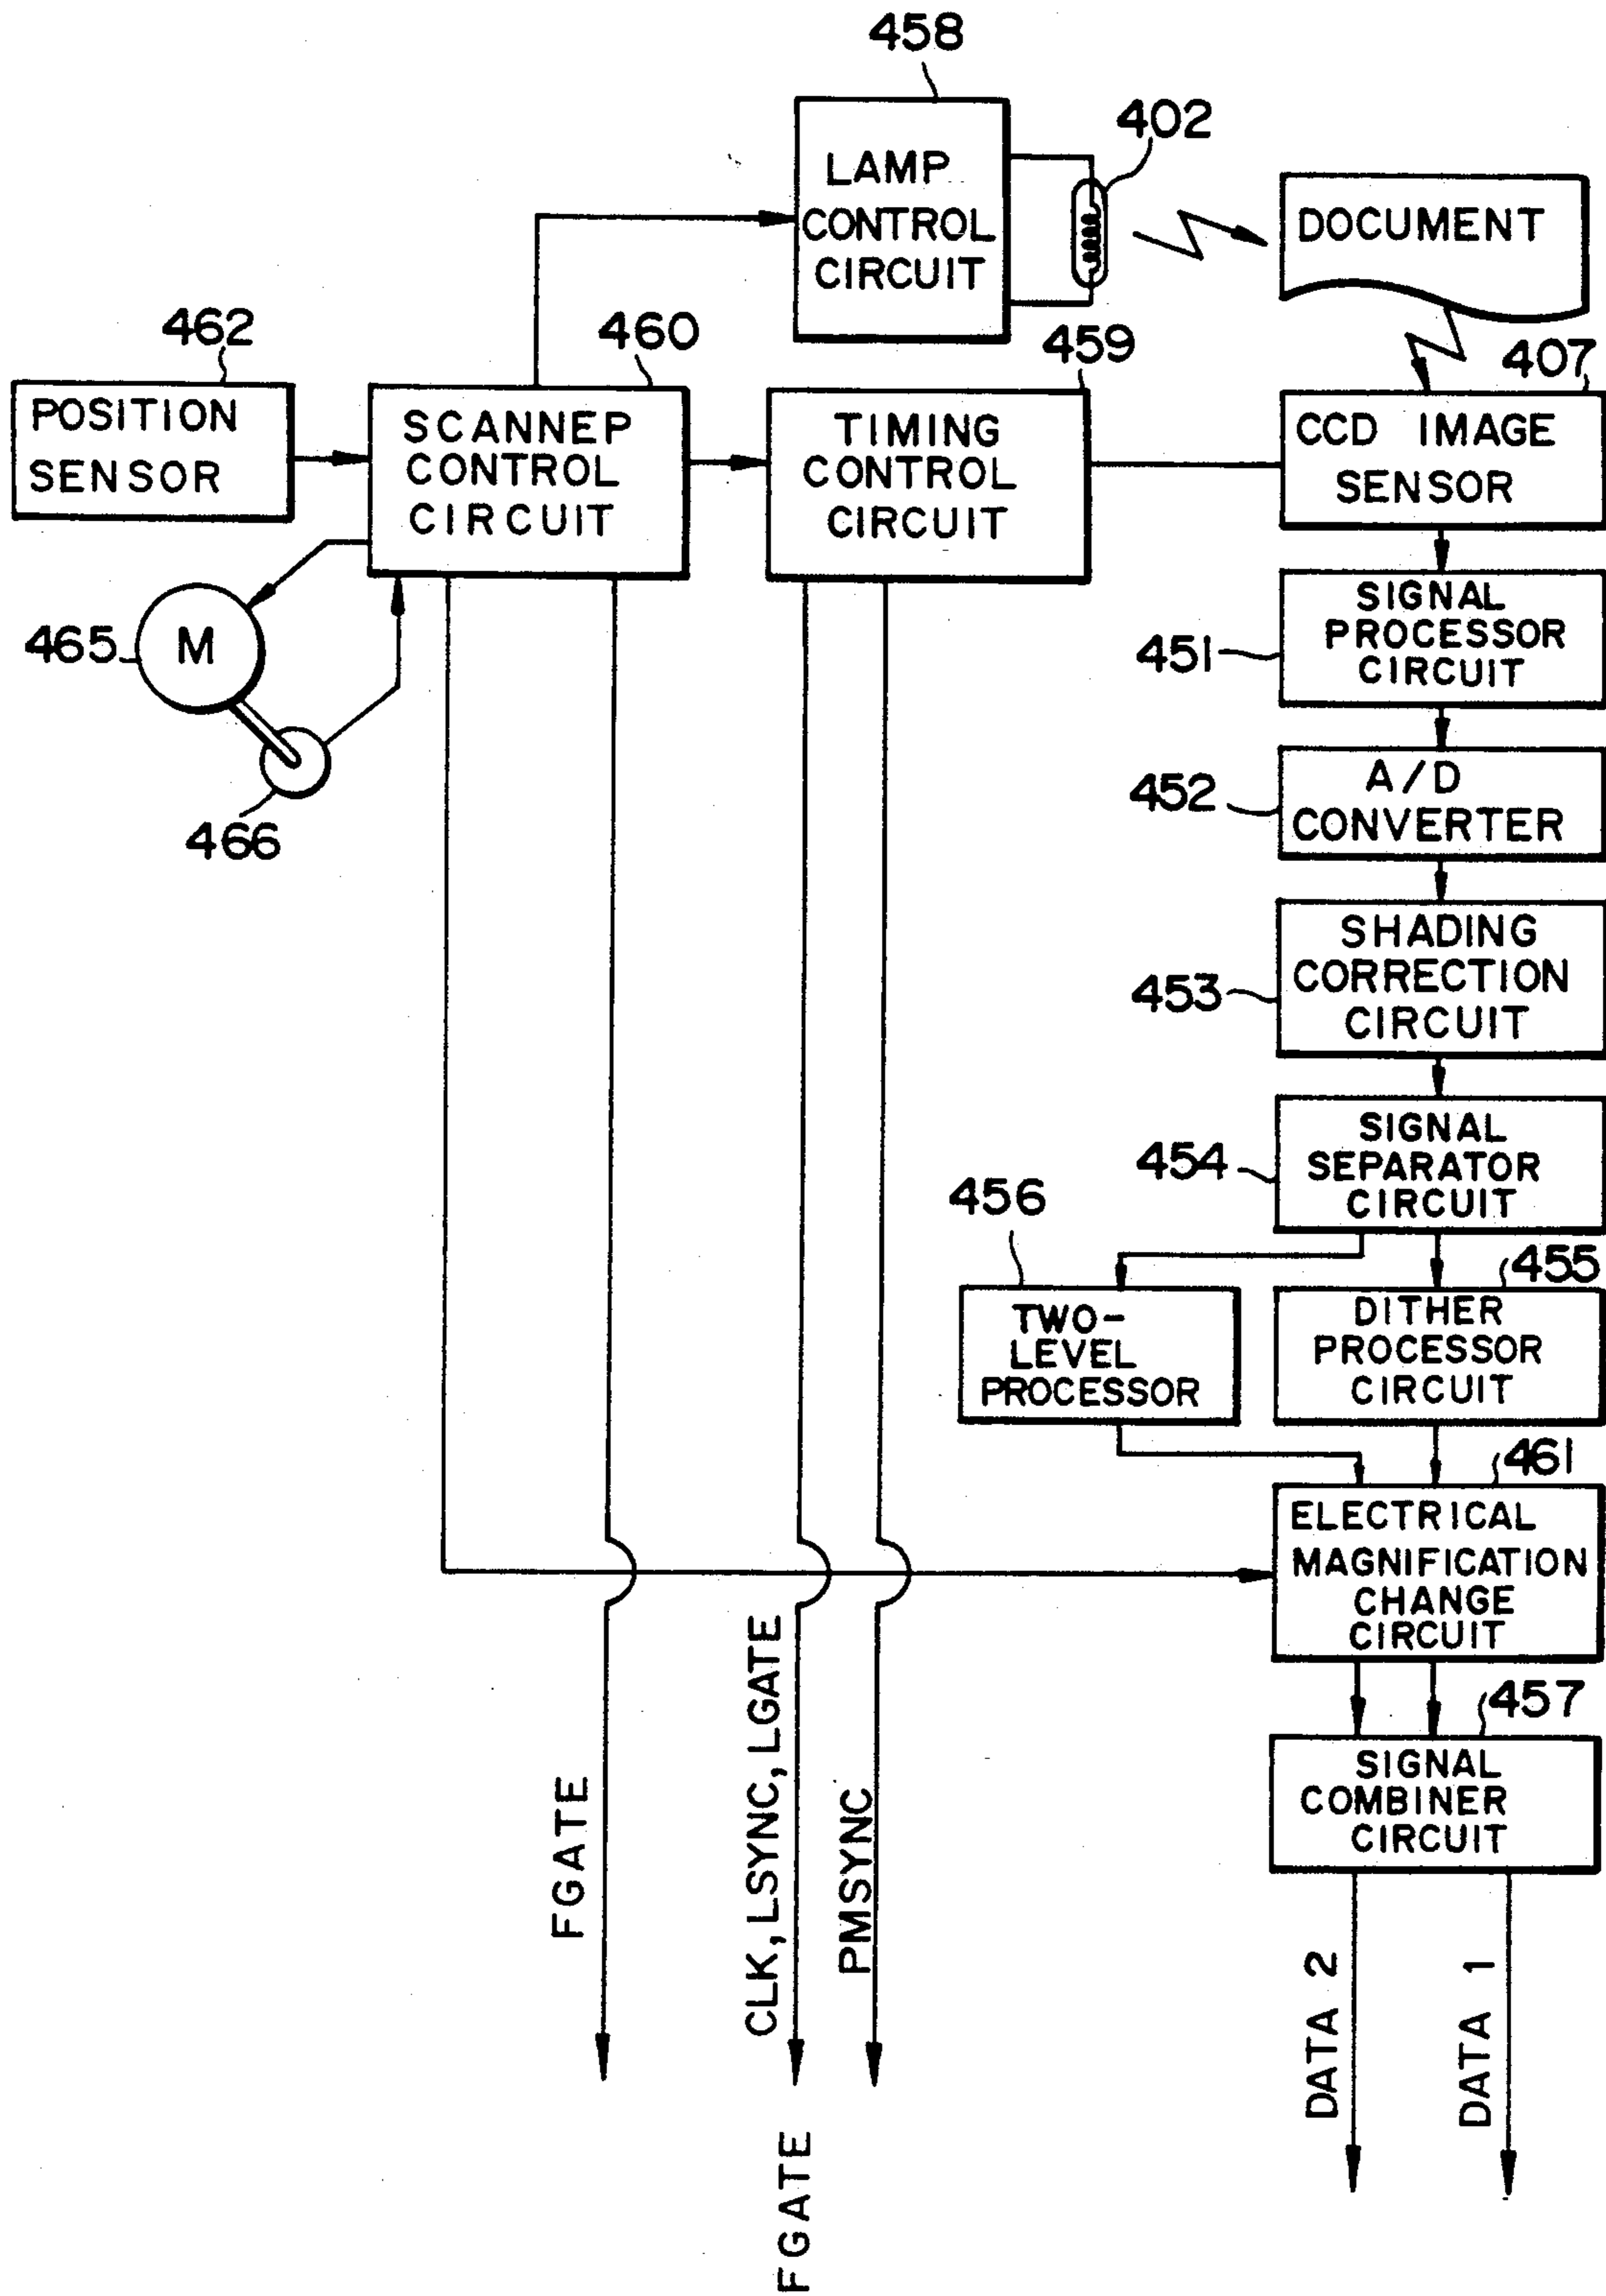 458
402
LAMP
CONTROL
CIRCUIT
DOCUMENT
462
460
459
407
POSITION
SENSOR
SCANNEP
CONTROL
CIRCUIT
TIMING
CONTROL
CIRCUIT
CCD IMAGE
SENSOR
465
M
466
451
SIGNAL
PROCESSOR
CIRCUIT
452
A/D
CONVERTER
453
SHADING
CORRECTION
CIRCUIT
454
SIGNAL
SEPARATOR
CIRCUIT
456
455
TWO-
LEVEL
PROCESSOR
DITHER
PROCESSOR
CIRCUIT
461
ELECTRICAL
MAGNIFICATION
CHANGE
CIRCUIT
457
SIGNAL
COMBINER
CIRCUIT
FGATE
CLK, LSYNC, LGATE
PMSYNC
DATA 2
DATA 1
FGATE